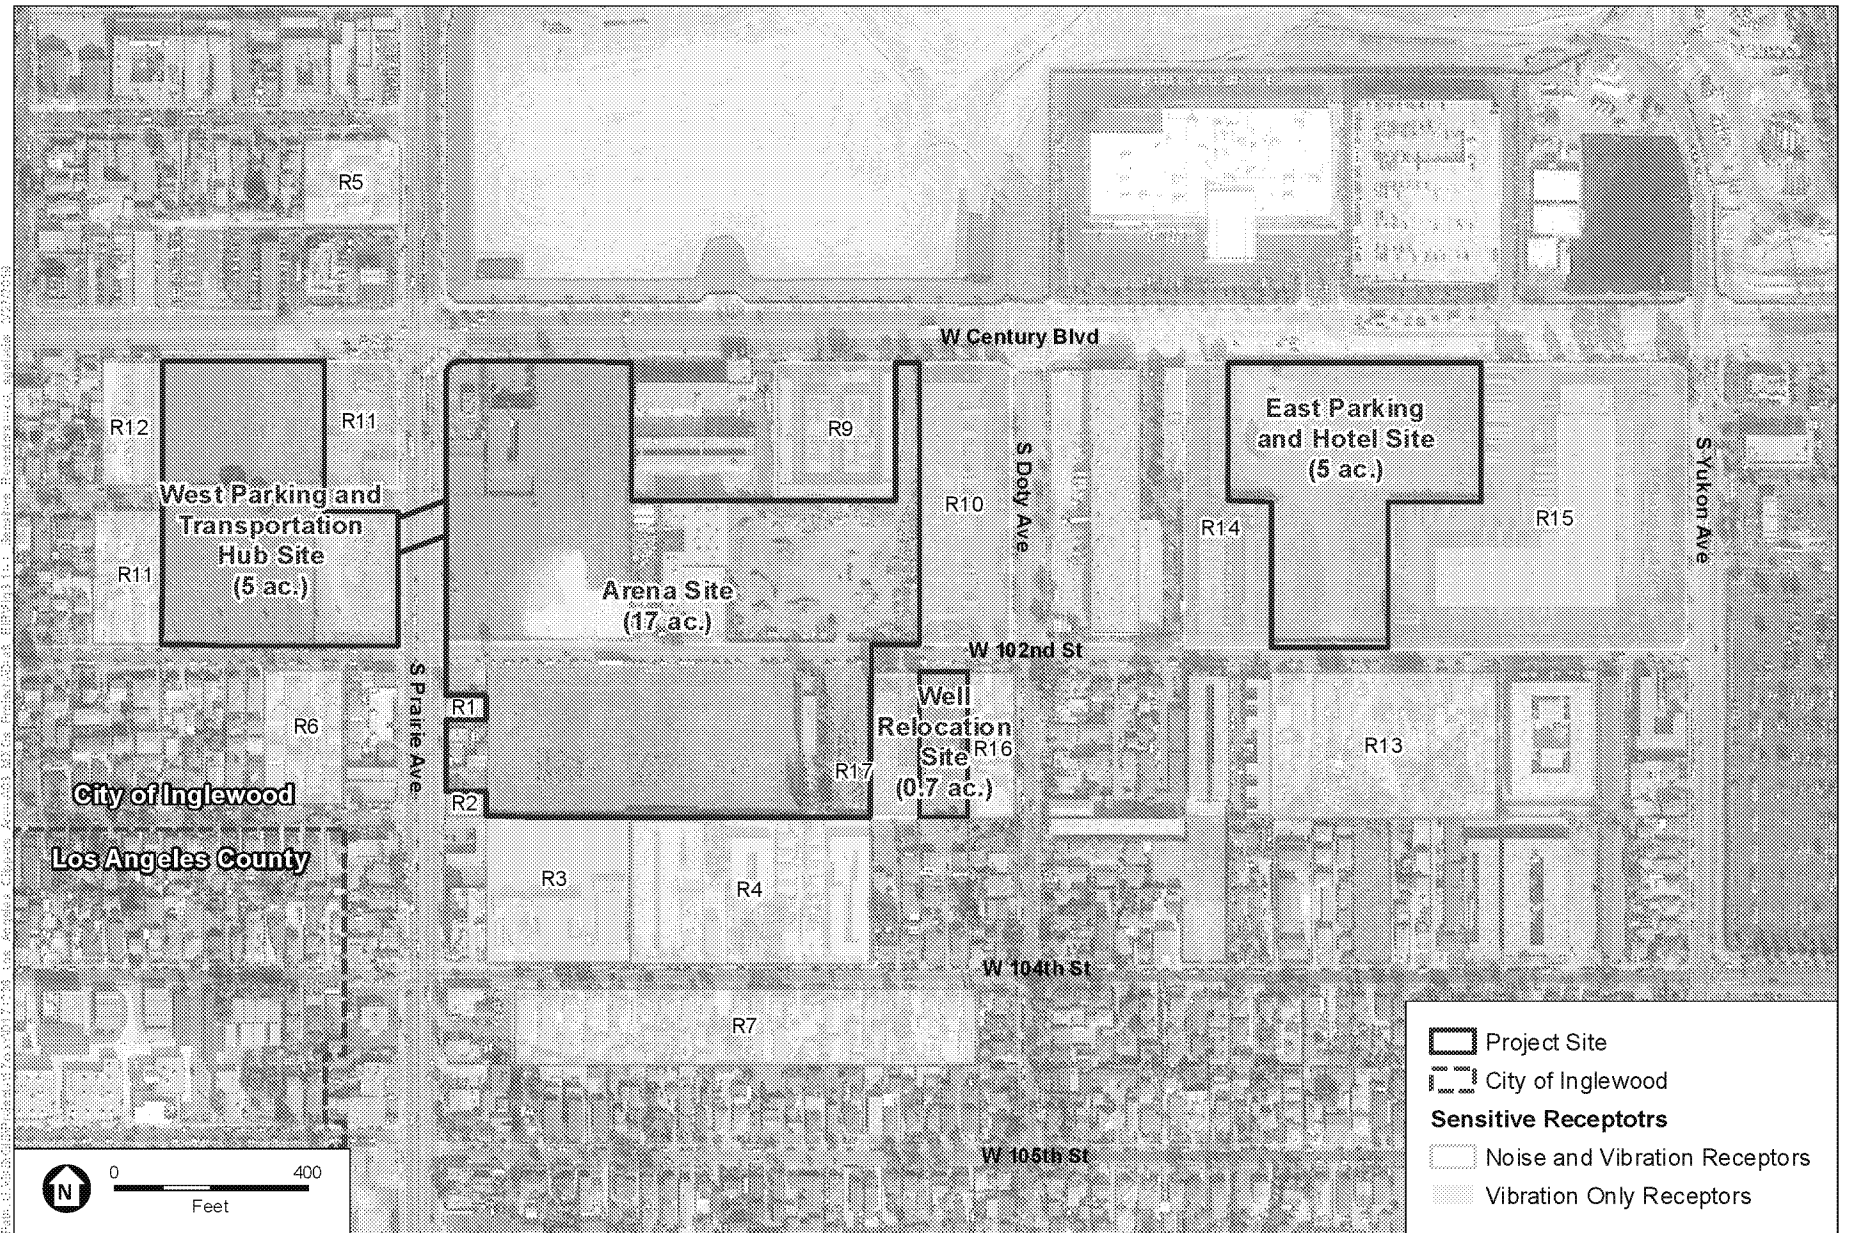 R5
W Century Blvd
R12
R11
R9
East Parking
and Hotel Site
(5 ac.)
S Doty Ave
S Yukon Ave
West Parking and
Transportation
Hub Site
(5 ac.)
R10
R14
R15
R11
Arena Site
(17 ac.)
W 102nd St
S Prairie Ave
R1
Well
Relocation
Site
(0.7 ac.)
R6
R16
R13
R17
R2
City of Inglewood
Los Angeles County
R3
R4
W 104th St
R7
W 105th St
Project Site
City of Inglewood
Sensitive Receptotrs
Noise and Vibration Receptors
Vibration Only Receptors
N
0 400
Feet